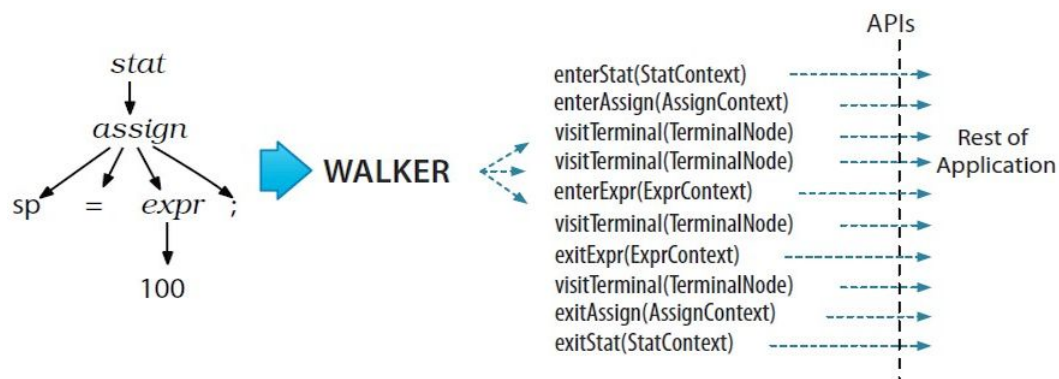 stat
assign
sp = expr ;
100
WALKER
APIs
enterStat(StatContext)
enterAssign(AssignContext)
visitTerminal(TerminalNode)
visitTerminal(TerminalNode)
enterExpr(ExprContext)
visitTerminal(TerminalNode)
exitExpr(ExprContext)
visitTerminal(TerminalNode)
exitAssign(AssignContext)
exitStat(StatContext)
Rest of
Application